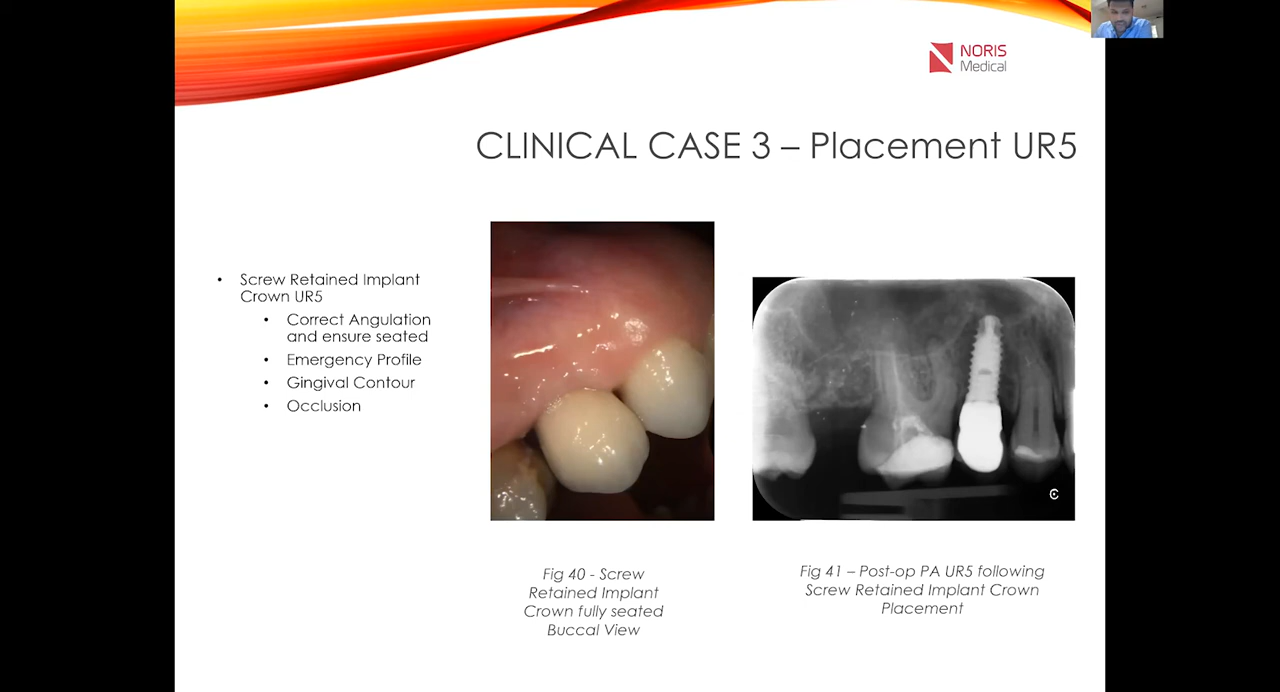 NORIS
Medical
CLINICAL CASE 3 – Placement UR5
• Screw Retained Implant
Crown UR5
• Correct Angulation
and ensure seated
• Emergency Profile
• Gingival Contour
• Occlusion
Fig 40 - Screw
Retained Implant
Crown fully seated
Buccal View
C
Fig 41 – Post-op PA UR5 following
Screw Retained Implant Crown
Placement